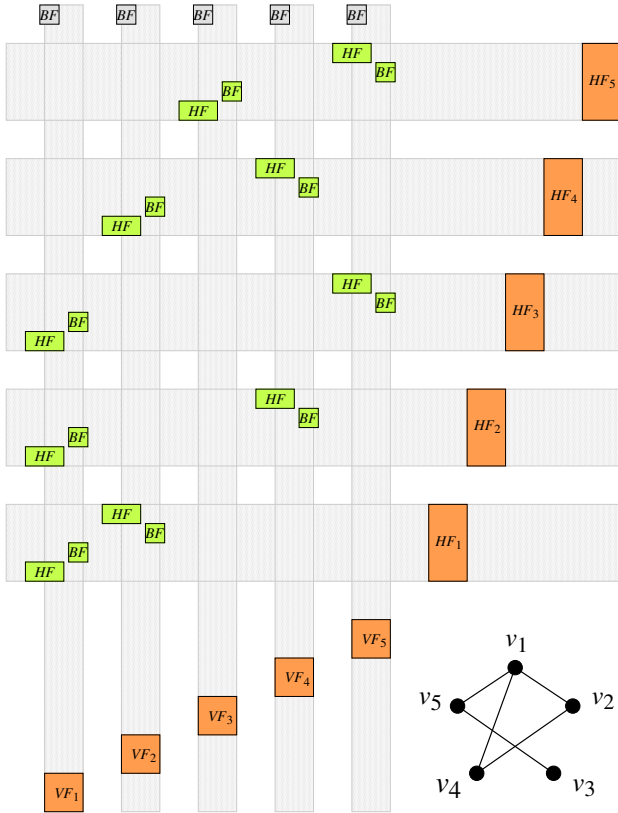 BF BF BF BF BF
HF
BF
HF₅
BF
HF
HF
BF
HF₄
BF
HF
HF
BF
HF₃
BF
HF
HF
BF
HF₂
BF
HF
HF
BF
HF₁
BF
HF
VF₅
v₁
VF₄
v₅ v₂
VF₃
VF₂
v₄ v₃
VF₁